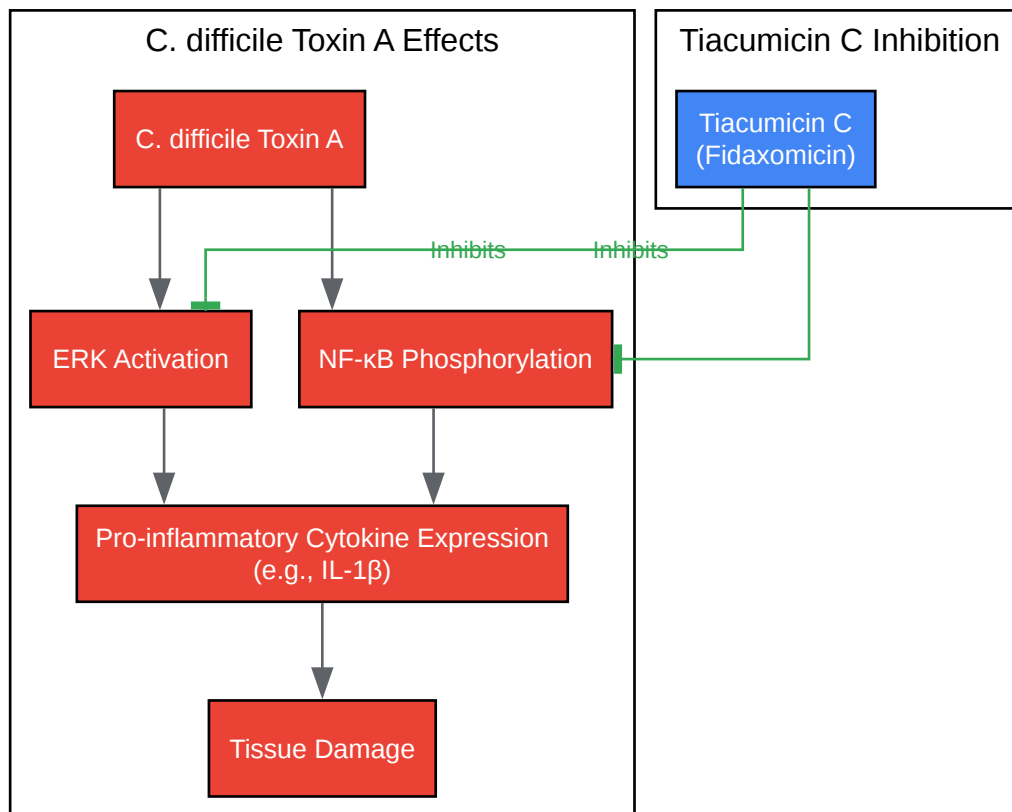 C. difficile Toxin A Effects
Tiacumicin C Inhibition
C. difficile Toxin A
Tiacumicin C
(Fidaxomicin)
Inhibits
Inhibits
ERK Activation
NF-κB Phosphorylation
Pro-inflammatory Cytokine Expression
(e.g., IL-1β)
Tissue Damage